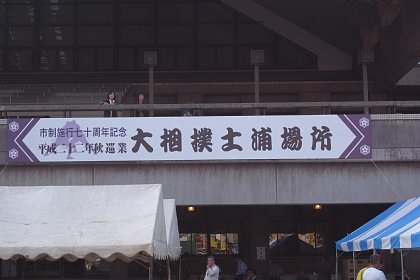 市制施行七十周年記念
平成二十二年秋巡業
大相撲土浦場所